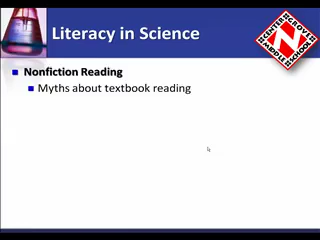 Literacy in Science
CENTER GROVE
MIDDLE SCHOOL
N
Nonfiction Reading
Myths about textbook reading